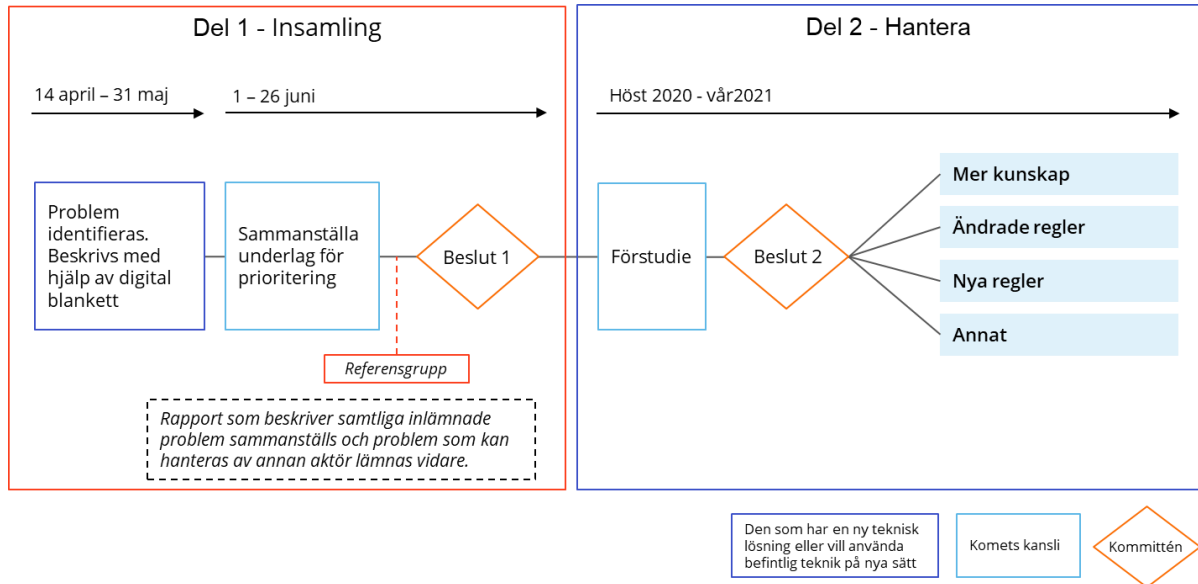 Del 1 - Insamling
14 april – 31 maj
1 – 26 juni
Problem
identifieras.
Beskrivs med
hjälp av digital
blankett
Sammanställa
underlag för
prioritering
Beslut 1
Referensgrupp
Rapport som beskriver samtliga inlämnade
problem sammanställs och problem som kan
hanteras av annan aktör lämnas vidare.
Del 2 - Hantera
Höst 2020 - vår2021
Förstudie
Beslut 2
Mer kunskap
Ändrade regler
Nya regler
Annat
Den som har en ny teknisk
lösning eller vill använda
befintlig teknik på nya sätt
Komets kansli
Kommittén